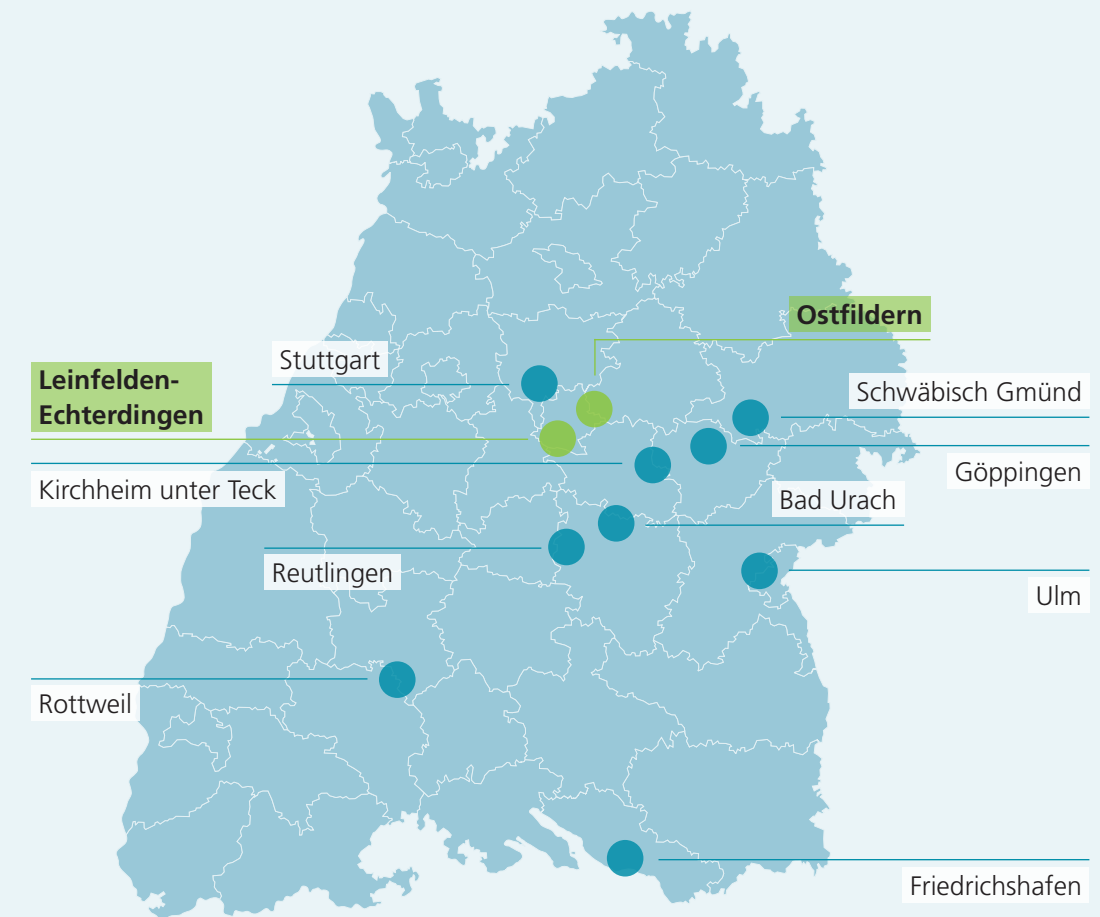 Ostfildern
Stuttgart
Leinfelden-
Echterdingen
Schwäbisch Gmünd
Göppingen
Kirchheim unter Teck
Bad Urach
Reutlingen
Ulm
Rottweil
Friedrichshafen